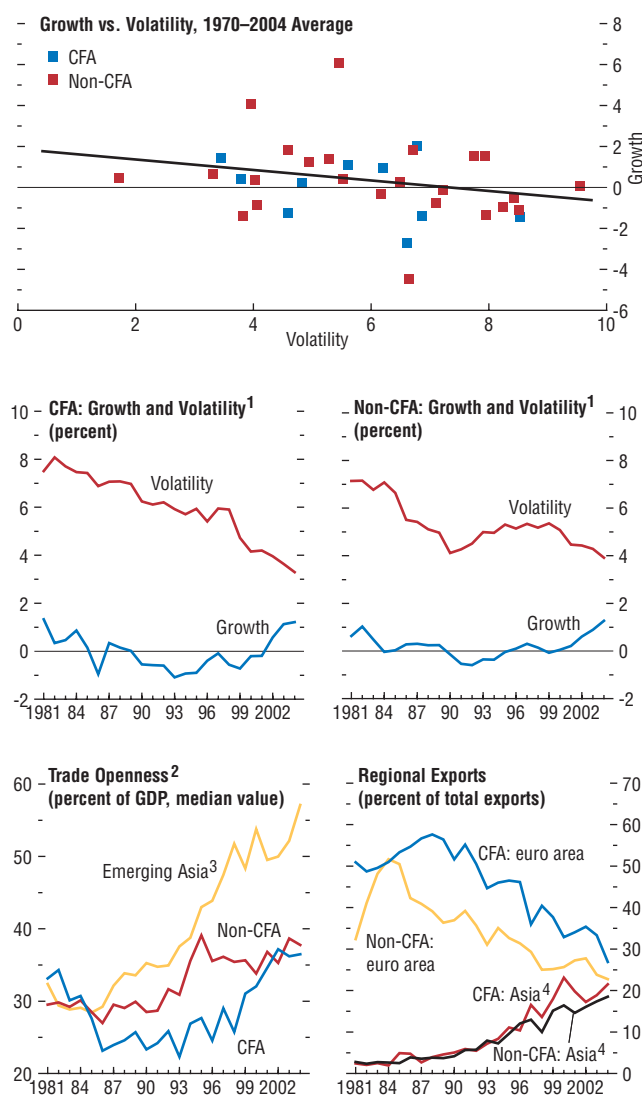 Growth vs. Volatility, 1970–2004 Average
CFA
Non-CFA
8
6
4
2
0
-2
-4
-6
Growth
0 2 4 6 8 10
Volatility
CFA: Growth and Volatility1
(percent)
10
8
6
4
2
0
-2
Volatility
Growth
1981 84 87 90 93 96 99 2002
Non-CFA: Growth and Volatility1
(percent)
10
8
6
4
2
0
-2
Volatility
Growth
1981 84 87 90 93 96 99 2002
Trade Openness2
(percent of GDP, median value)
60
50
40
30
20
Emerging Asia3
Non-CFA
CFA
1981 84 87 90 93 96 99 2002
Regional Exports
(percent of total exports)
70
60
50
40
30
20
10
0
CFA: euro area
Non-CFA:
euro area
CFA: Asia4
Non-CFA: Asia4
1981 84 87 90 93 96 99 2002